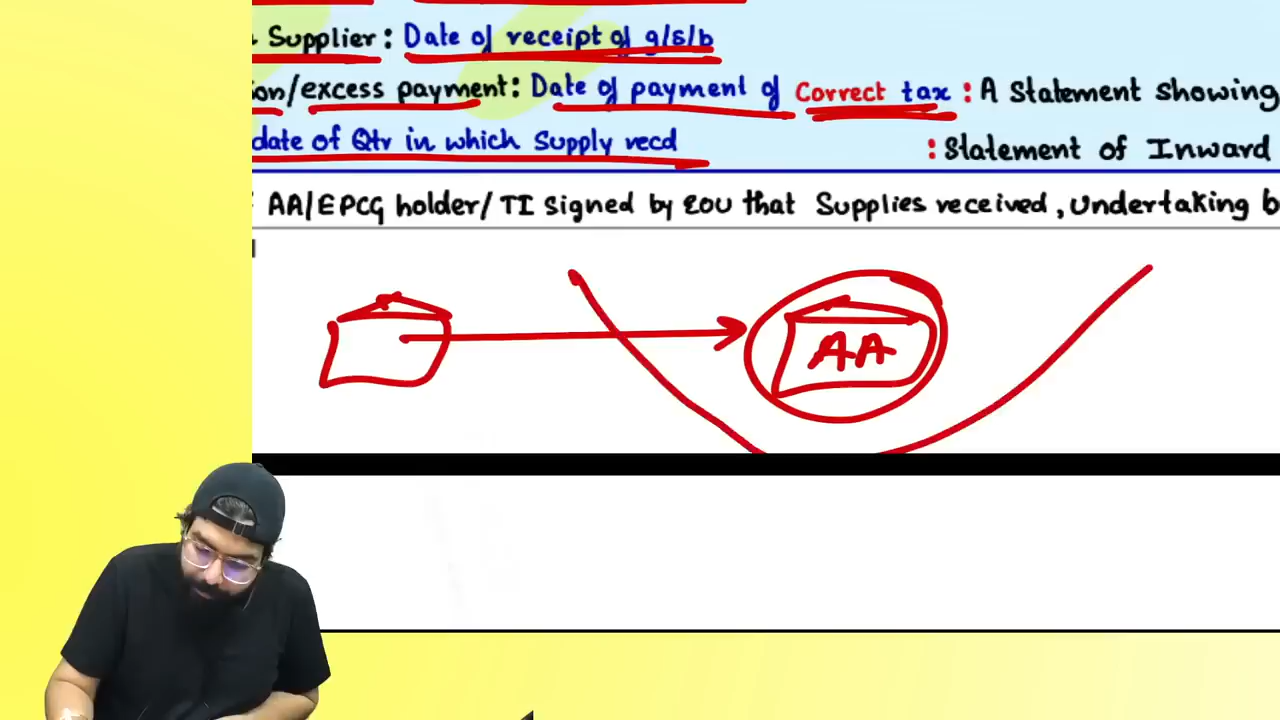 Supplier: Date of receipt of g/s/b
/excess payment: Date of payment of Correct tax : A Statement showing
date of Qtr in which Supply recd : Statement of Inward
AA/EPCG holder/ TI signed by EOU that Supplies received, Undertaking b
AA